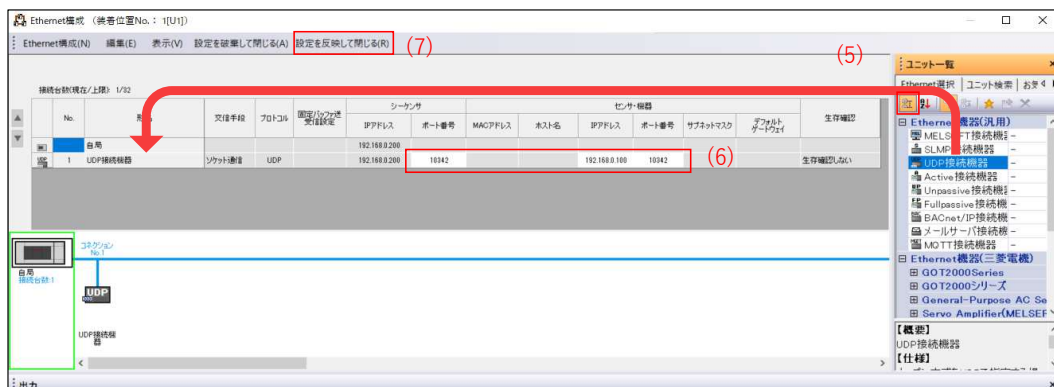 Ethernet構成 (装着位置No.: 1[U1])
Ethernet構成(N) 編集(E) 表示(V) 設定を破棄して閉じる(A) 設定を反映して閉じる(R) (7)
(5)
ユニット一覧
Ethernet選択 ユニット検索
接続台数(現在/上限) 1/32
シーケンサ センサ・機器
No. 交信手段 プロトコル 固定バッファ送受信設定 IPアドレス ポート番号 MACアドレス ホスト名 IPアドレス ポート番号 サブネットマスク デフォルトゲートウェイ 生存確認
自局 192.168.0.200
1 UDP接続機器 ソケット通信 UDP 192.168.0.200 10342 192.168.0.100 10342 生存確認しない
(6)
Ethernet機器(汎用)
MELSOFT接続機器 -
SLMP接続機器 -
UDP接続機器 -
Active接続機器 -
Unpassive接続機器 -
Fullpassive接続機 -
BACnet/IP接続機器 -
メールサーバ接続機 -
MQTT接続機器 -
Ethernet機器(三菱電機)
GOT2000Series
GOT2000シリーズ
General-Purpose AC Se
Servo Amplifier(MELSEF
【概要】
UDP接続機器
【仕様】
コネクション
No.1
自局
接続台数:1
UDP
UDP接続機
器
出力